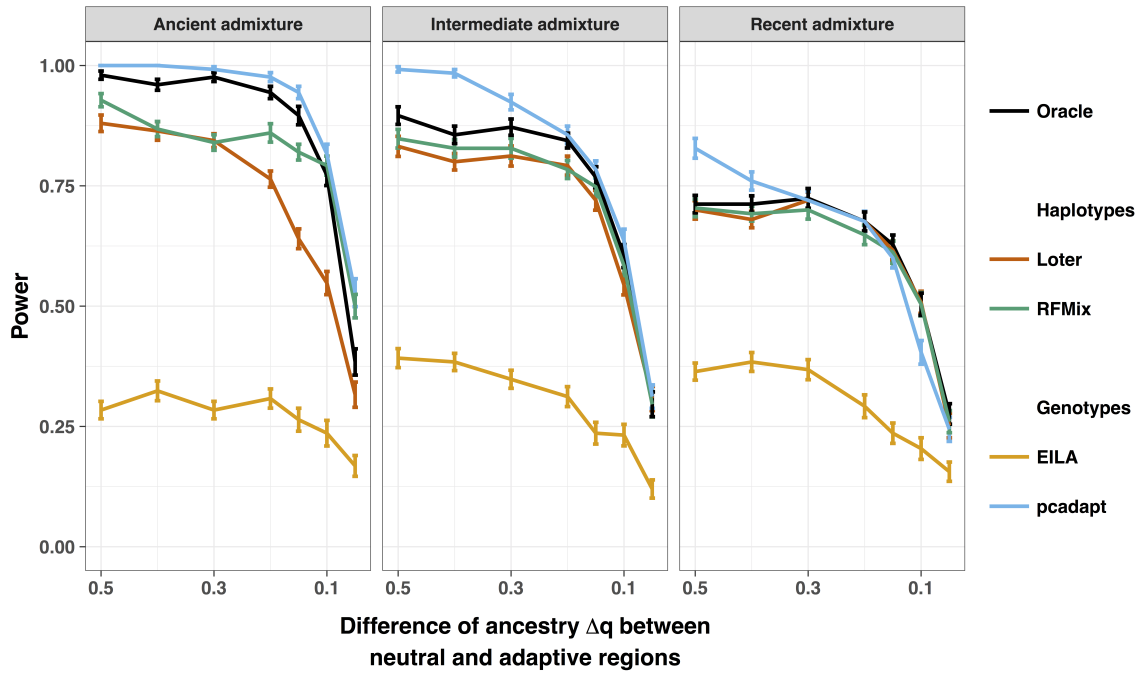 Ancient admixture
Intermediate admixture
Recent admixture
Power
1.00
0.75
0.50
0.25
0.00
0.5
0.3
0.1
0.5
0.3
0.1
0.5
0.3
0.1
Difference of ancestry Δq between
neutral and adaptive regions
Oracle
Haplotypes
Loter
RFMix
Genotypes
EILA
pcadapt